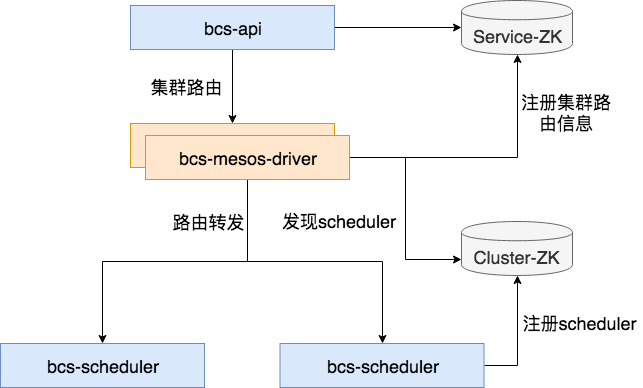 bcs-api
Service-ZK
集群路由
注册集群路
由信息
bcs-mesos-driver
路由转发
发现scheduler
Cluster-ZK
注册scheduler
bcs-scheduler
bcs-scheduler